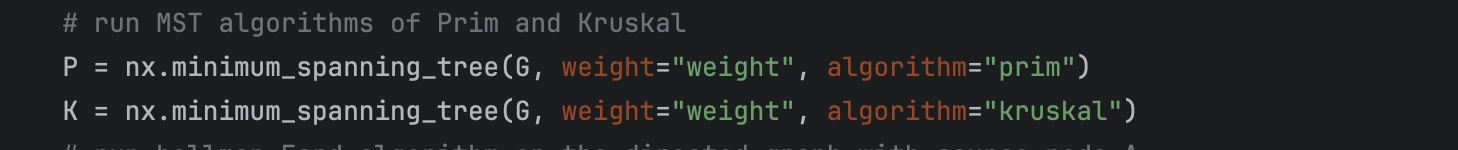 # run MST algorithms of Prim and Kruskal
P = nx.minimum_spanning_tree(G, weight="weight", algorithm="prim")
K = nx.minimum_spanning_tree(G, weight="weight", algorithm="kruskal")